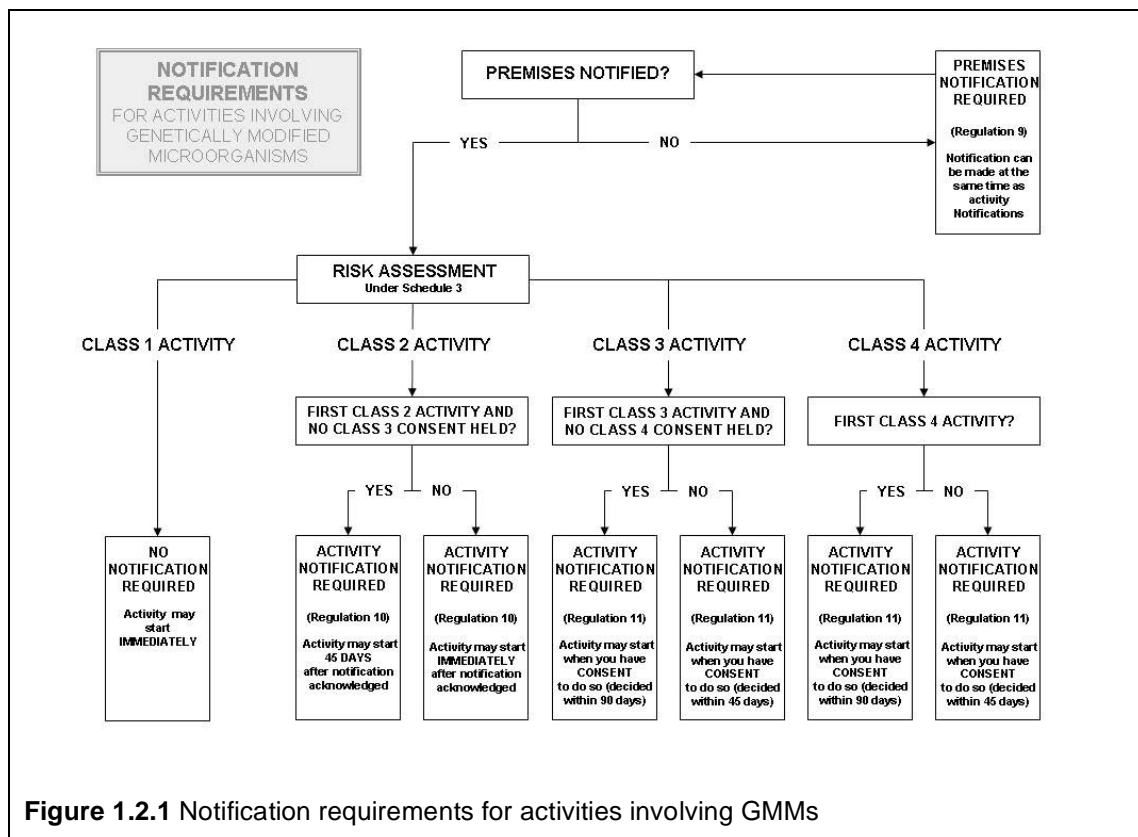 NOTIFICATION
REQUIREMENTS
FOR ACTIVITIES INVOLVING
GENETICALLY MODIFIED
MICROORGANISMS
PREMISES NOTIFIED?
PREMISES
NOTIFICATION
REQUIRED
(Regulation 9)
Notification can
be made at the
same time as
activity
Notifications
YES
NO
RISK ASSESSMENT
Under Schedule 3
CLASS 1 ACTIVITY
CLASS 2 ACTIVITY
CLASS 3 ACTIVITY
CLASS 4 ACTIVITY
FIRST CLASS 2 ACTIVITY AND
NO CLASS 3 CONSENT HELD?
FIRST CLASS 3 ACTIVITY AND
NO CLASS 4 CONSENT HELD?
FIRST CLASS 4 ACTIVITY?
YES
NO
YES
NO
YES
NO
NO
NOTIFICATION
REQUIRED
Activity may
start
IMMEDIATELY
ACTIVITY
NOTIFICATION
REQUIRED
(Regulation 10)
Activity may start
45 DAYS
after notification
acknowledged
ACTIVITY
NOTIFICATION
REQUIRED
(Regulation 10)
Activity may start
IMMEDIATELY
after notification
acknowledged
ACTIVITY
NOTIFICATION
REQUIRED
(Regulation 11)
Activity may start
when you have
CONSENT
to do so (decided
within 90 days)
ACTIVITY
NOTIFICATION
REQUIRED
(Regulation 11)
Activity may start
when you have
CONSENT
to do so (decided
within 45 days)
ACTIVITY
NOTIFICATION
REQUIRED
(Regulation 11)
Activity may start
when you have
CONSENT
to do so (decided
within 90 days)
ACTIVITY
NOTIFICATION
REQUIRED
(Regulation 11)
Activity may start
when you have
CONSENT
to do so (decided
within 45 days)
Figure 1.2.1 Notification requirements for activities involving GMMs